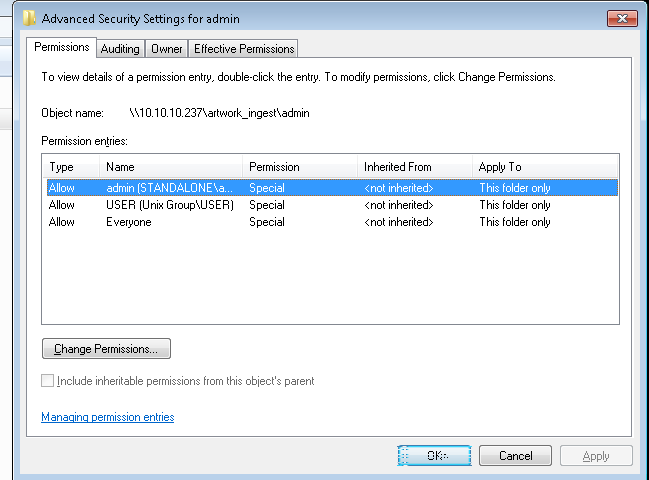 Advanced Security Settings for admin
Permissions Auditing Owner Effective Permissions
To view details of a permission entry, double-click the entry. To modify permissions, click Change Permissions.
Object name: \\10.10.10.237\artwork_ingest\admin
Permission entries:
Type Name Permission Inherited From Apply To
Allow admin (STANDALONE\a... Special <not inherited> This folder only
Allow USER (Unix Group\USER) Special <not inherited> This folder only
Allow Everyone Special <not inherited> This folder only
Change Permissions...
Include inheritable permissions from this object's parent
Managing permission entries
OK Cancel Apply